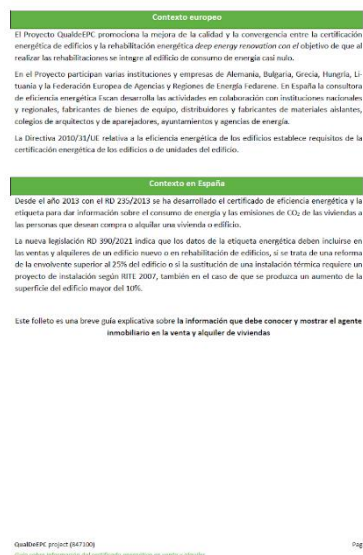 Contexto europeo
El Proyecto QualdeEPC promociona la mejora de la calidad y la convergencia entre la certificación
energética de edificios y la rehabilitación energética deep energy renovation con el objetivo de que al
realizar las rehabilitaciones se integre al edificio de consumo de energía casi nulo.
En el Proyecto participan varias instituciones y empresas de Alemania, Bulgaria, Grecia, Hungría, Li-
tuania y la Federación Europea de Agencias y Regiones de Energía Fedarene. En España la consultora
de eficiencia energética Escan desarrolla las actividades en colaboración con instituciones nacionales
y regionales, fabricantes de bienes de equipo, distribuidores y fabricantes de materiales aislantes,
colegios de arquitectos y de aparejadores, ayuntamientos y agencias de energía.
La Directiva 2010/31/UE relativa a la eficiencia energética de los edificios establece requisitos de la
certificación energética de los edificios o de unidades del edificio.
Contexto en España
Desde el año 2013 con el RD 235/2013 se ha desarrollado el certificado de eficiencia energética y la
etiqueta para dar información sobre el consumo de energía y las emisiones de CO₂ de las viviendas a
las personas que desean compra o alquilar una vivienda o edificio.
La nueva legislación RD 390/2021 indica que los datos de la etiqueta energética deben incluirse en
las ventas y alquileres de un edificio nuevo o en rehabilitación de edificios, si se trata de una reforma
de la envolvente superior al 25% del edificio o si la sustitución de una instalación térmica requiere un
proyecto de instalación según RITE 2007, también en el caso de que se produzca un aumento de la
superficie del edificio mayor del 10%.
Este folleto es una breve guía explicativa sobre la información que debe conocer y mostrar el agente
inmobiliario en la venta y alquiler de viviendas
QualDeEPC project (847100)
Pag